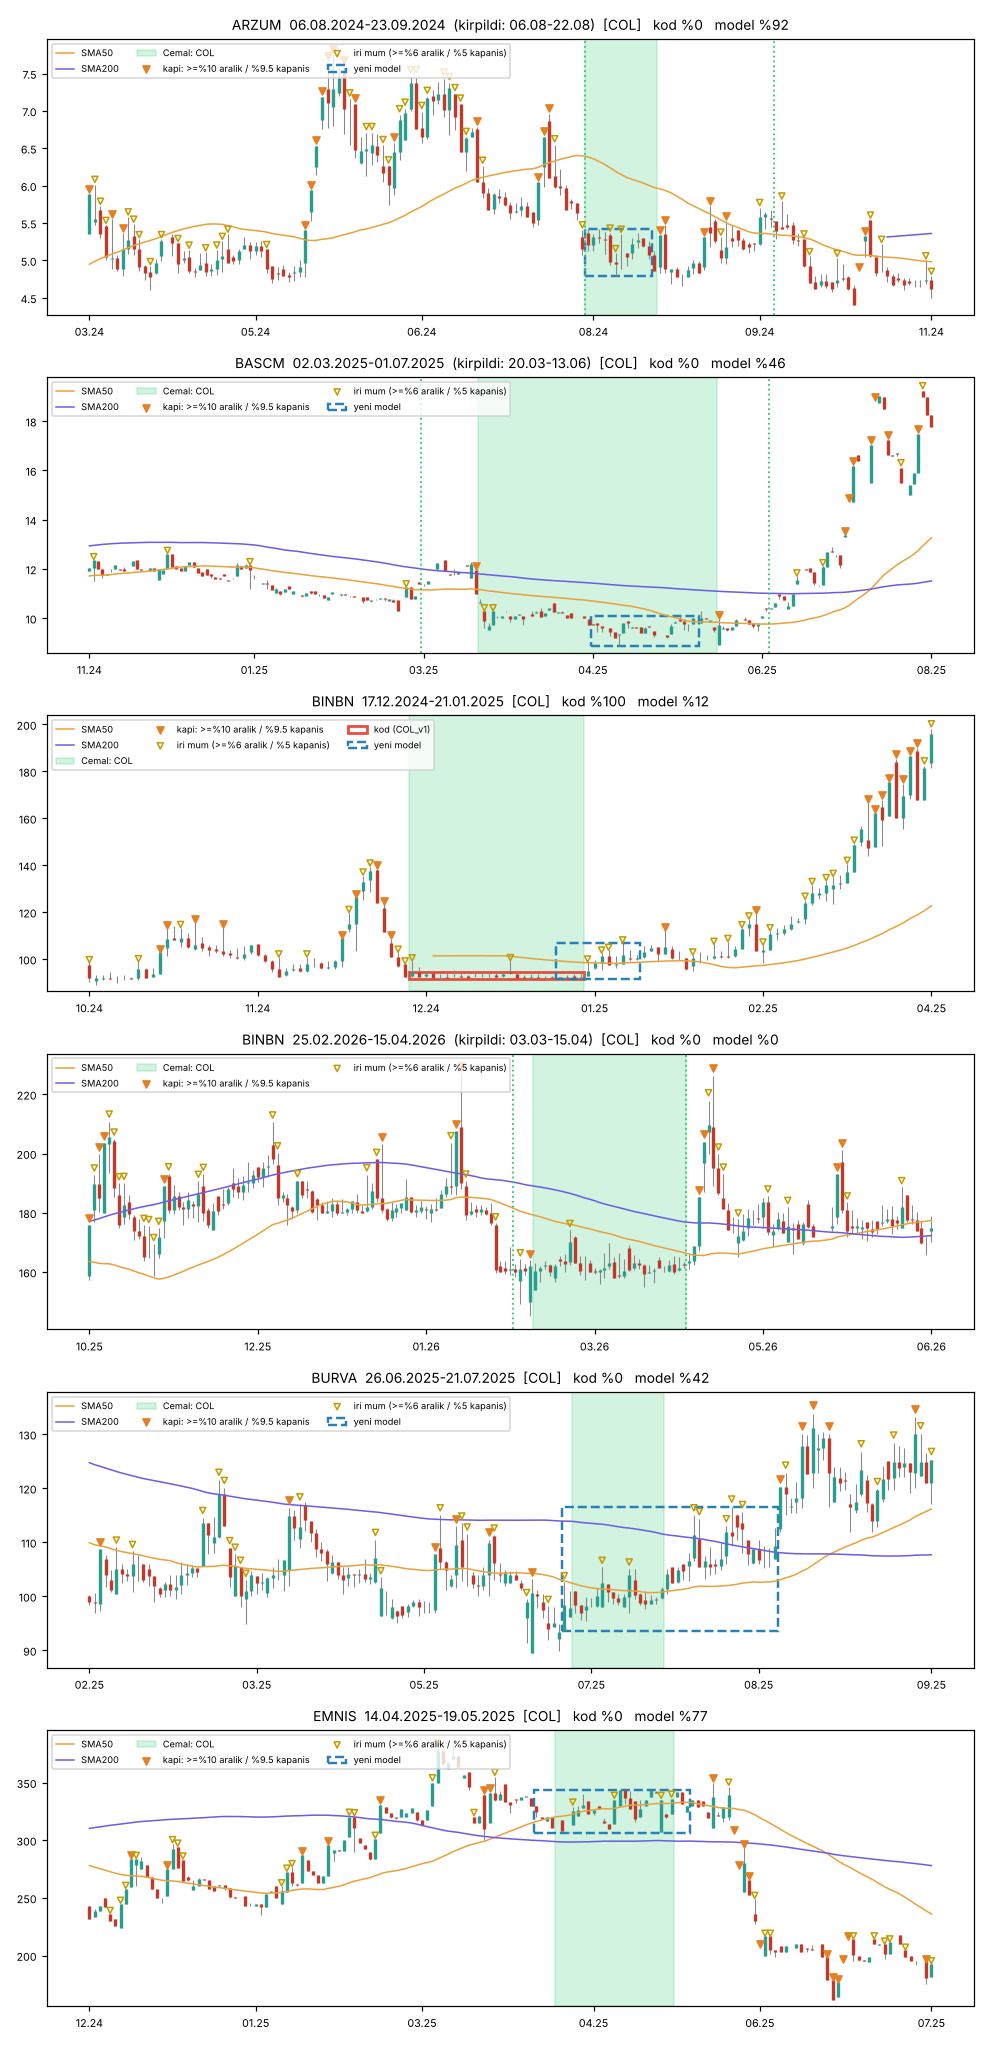 ARZUM  06.08.2024-23.09.2024  (kirpildi: 06.08-22.08)  [COL]   kod %0   model %92
SMA50
SMA200
Cemal: COL
kapi: >=%10 aralik / %9.5 kapanis
iri mum (>=%6 aralik / %5 kapanis)
yeni model
7.5
7.0
6.5
6.0
5.5
5.0
4.5
03.24 05.24 06.24 08.24 09.24 11.24
BASCM  02.03.2025-01.07.2025  (kirpildi: 20.03-13.06)  [COL]   kod %0   model %46
SMA50
SMA200
Cemal: COL
kapi: >=%10 aralik / %9.5 kapanis
iri mum (>=%6 aralik / %5 kapanis)
yeni model
18
16
14
12
10
11.24 01.25 03.25 04.25 06.25 08.25
BINBN  17.12.2024-21.01.2025  [COL]   kod %100   model %12
SMA50
SMA200
Cemal: COL
kapi: >=%10 aralik / %9.5 kapanis
iri mum (>=%6 aralik / %5 kapanis)
kod (COL_v1)
yeni model
200
180
160
140
120
100
10.24 11.24 12.24 01.25 02.25 04.25
BINBN  25.02.2026-15.04.2026  (kirpildi: 03.03-15.04)  [COL]   kod %0   model %0
SMA50
SMA200
Cemal: COL
kapi: >=%10 aralik / %9.5 kapanis
iri mum (>=%6 aralik / %5 kapanis)
220
200
180
160
10.25 12.25 01.26 03.26 05.26 06.26
BURVA  26.06.2025-21.07.2025  [COL]   kod %0   model %42
SMA50
SMA200
Cemal: COL
kapi: >=%10 aralik / %9.5 kapanis
iri mum (>=%6 aralik / %5 kapanis)
yeni model
130
120
110
100
90
02.25 03.25 05.25 07.25 08.25 09.25
EMNIS  14.04.2025-19.05.2025  [COL]   kod %0   model %77
SMA50
SMA200
Cemal: COL
kapi: >=%10 aralik / %9.5 kapanis
iri mum (>=%6 aralik / %5 kapanis)
yeni model
350
300
250
200
12.24 01.25 03.25 04.25 06.25 07.25